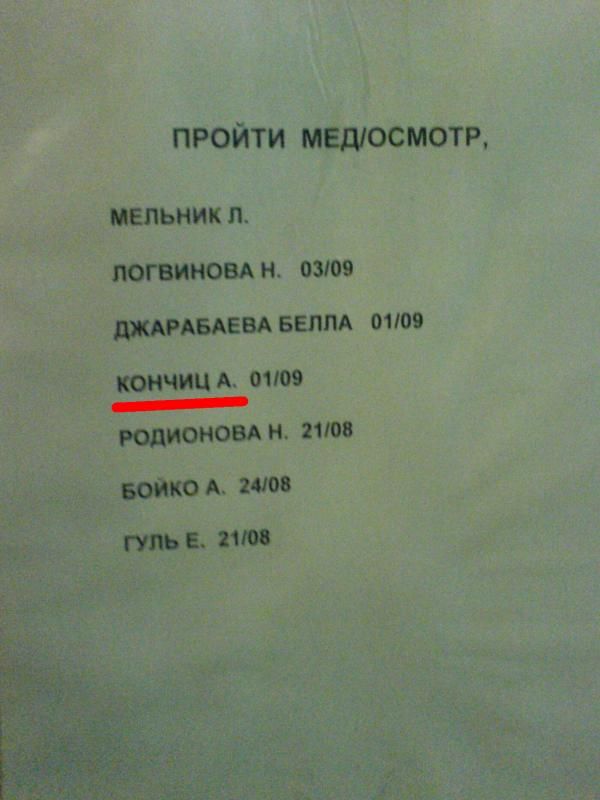 ПРОЙТИ МЕД/ОСМОТР,
МЕЛЬНИК Л.
ЛОГВИНОВА Н. 03/09
ДЖАРАБАЕВА БЕЛЛА 01/09
КОНЧИЦ А. 01/09
РОДИОНОВА Н. 21/08
БОЙКО А. 24/08
ГУЛЬ Е. 21/08